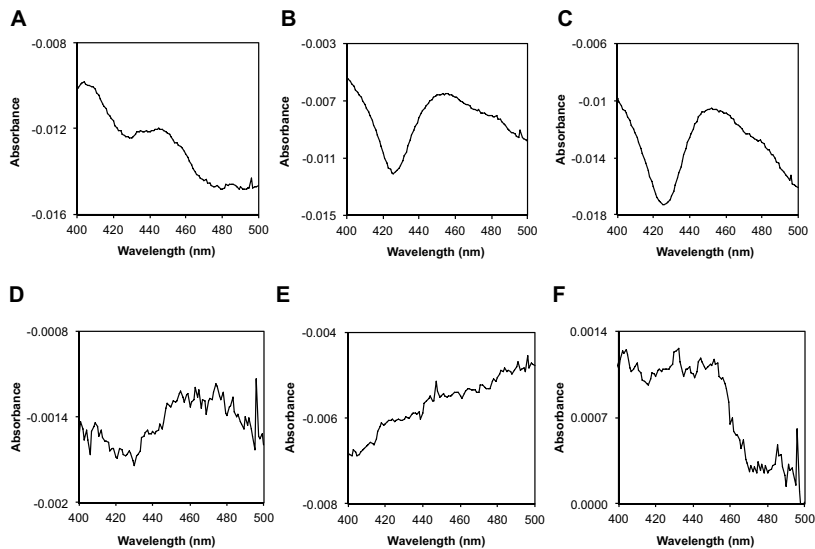 A
-0.008
-0.012
-0.016
Absorbance
400 420 440 460 480 500
Wavelength (nm)
B
-0.003
-0.007
-0.011
-0.015
Absorbance
400 420 440 460 480 500
Wavelength (nm)
C
-0.006
-0.01
-0.014
-0.018
Absorbance
400 420 440 460 480 500
Wavelength (nm)
D
-0.0008
-0.0014
-0.002
Absorbance
400 420 440 460 480 500
Wavelength (nm)
E
-0.004
-0.006
-0.008
Absorbance
400 420 440 460 480 500
Wavelength (nm)
F
0.0014
0.0007
0.0000
Absorbance
400 420 440 460 480 500
Wavelength (nm)